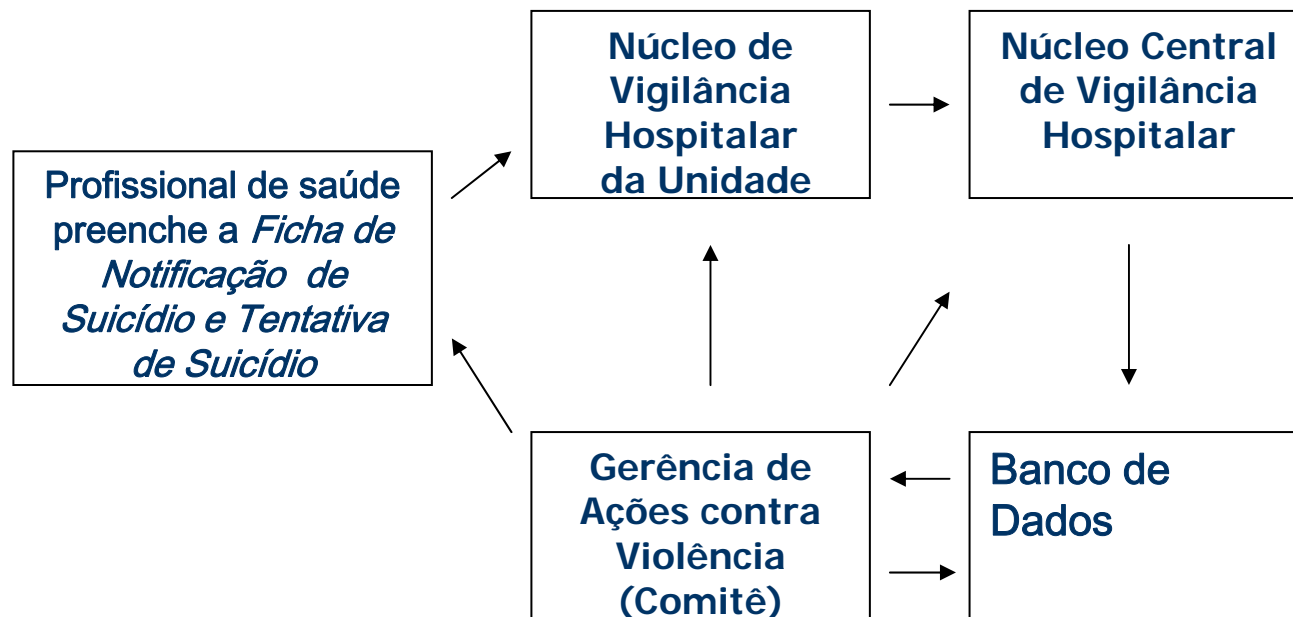 Profissional de saúde
preenche a Ficha de
Notificação de
Suicídio e Tentativa
de Suicídio
Núcleo de
Vigilância
Hospitalar
da Unidade
Núcleo Central
de Vigilância
Hospitalar
Gerência de
Ações contra
Violência
(Comitê)
Banco de
Dados